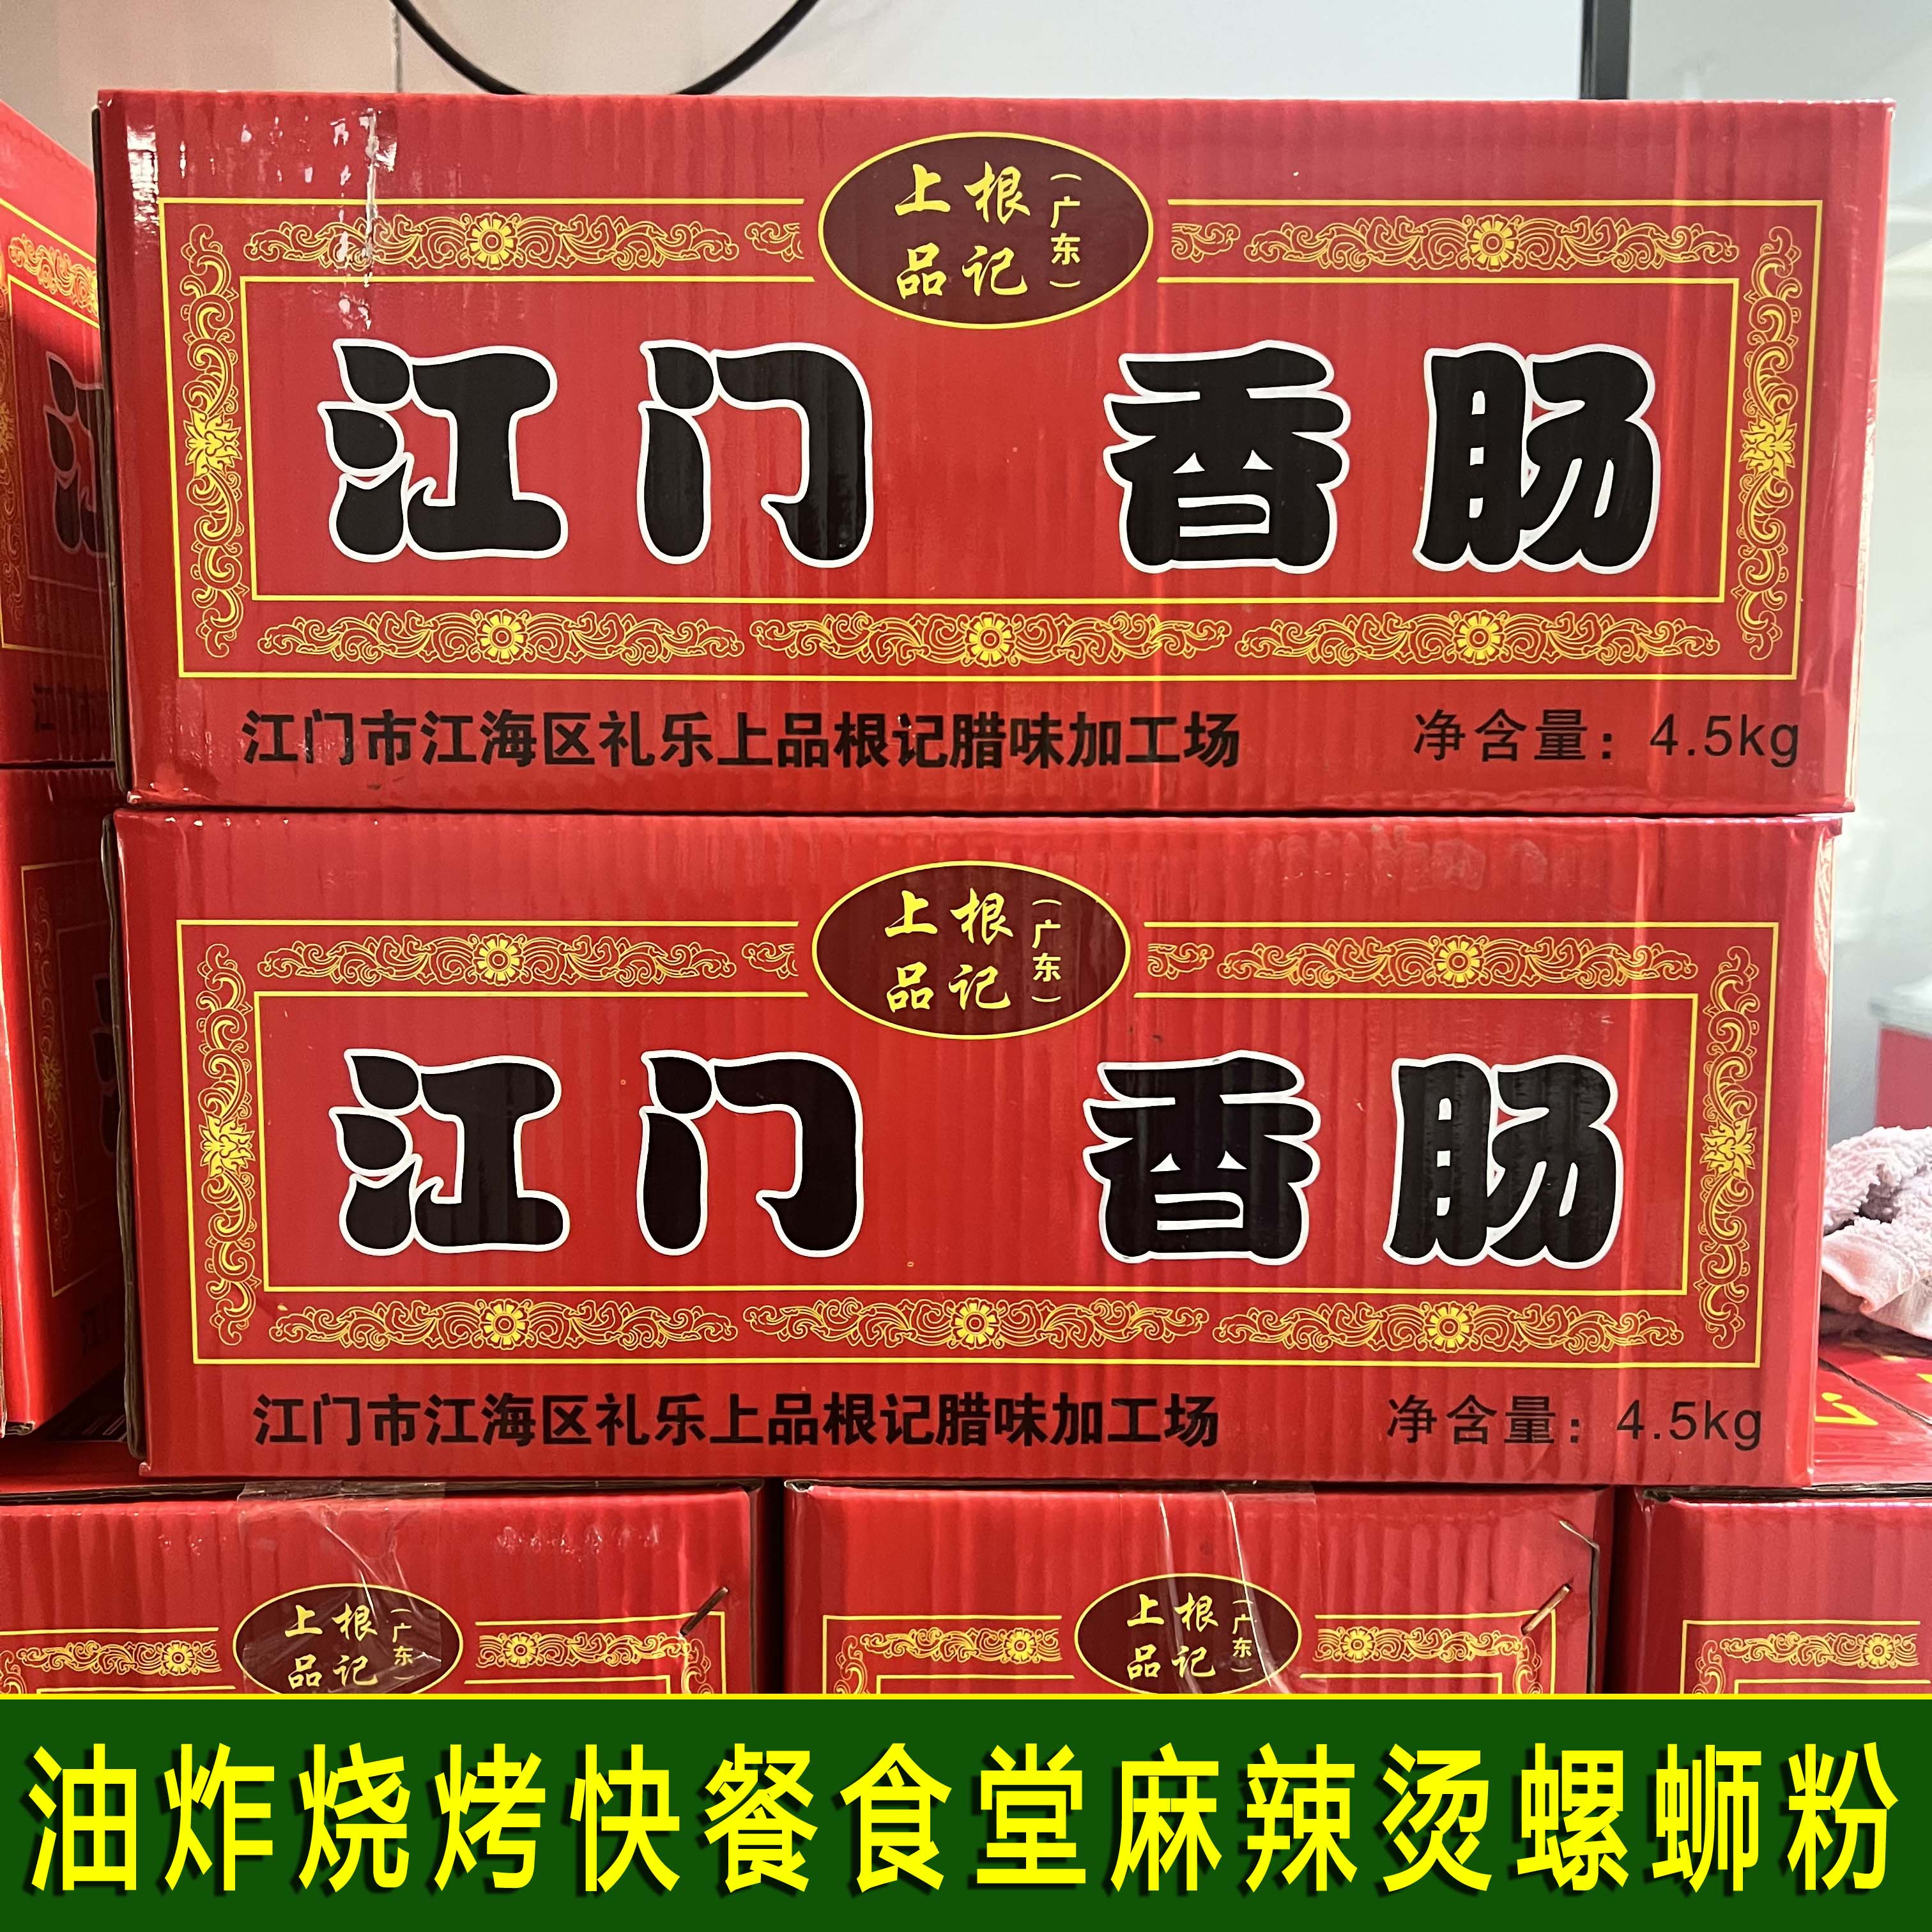 上品根记（广东）
江门 香肠
江门市江海区礼乐上品根记腊味加工场 净含量：4.5kg
上品根记（广东）
江门 香肠
江门市江海区礼乐上品根记腊味加工场 净含量：4.5kg
上品根记（广东）
上品根记（广东）
油炸烧烤快餐食堂麻辣烫螺蛳粉